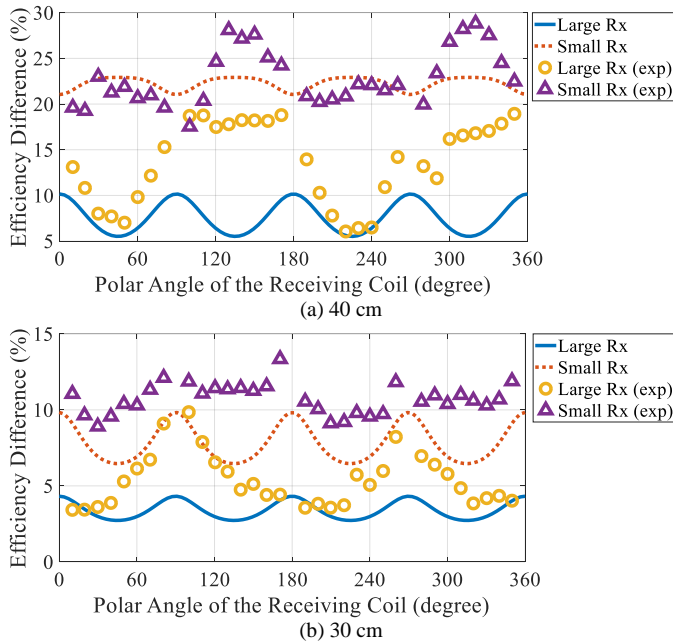 30
25
20
15
10
5
Efficiency Difference (%)
0 60 120 180 240 300 360
Polar Angle of the Receiving Coil (degree)
Large Rx
Small Rx
Large Rx (exp)
Small Rx (exp)
(a) 40 cm
15
10
5
0
Efficiency Difference (%)
0 60 120 180 240 300 360
Polar Angle of the Receiving Coil (degree)
Large Rx
Small Rx
Large Rx (exp)
Small Rx (exp)
(b) 30 cm